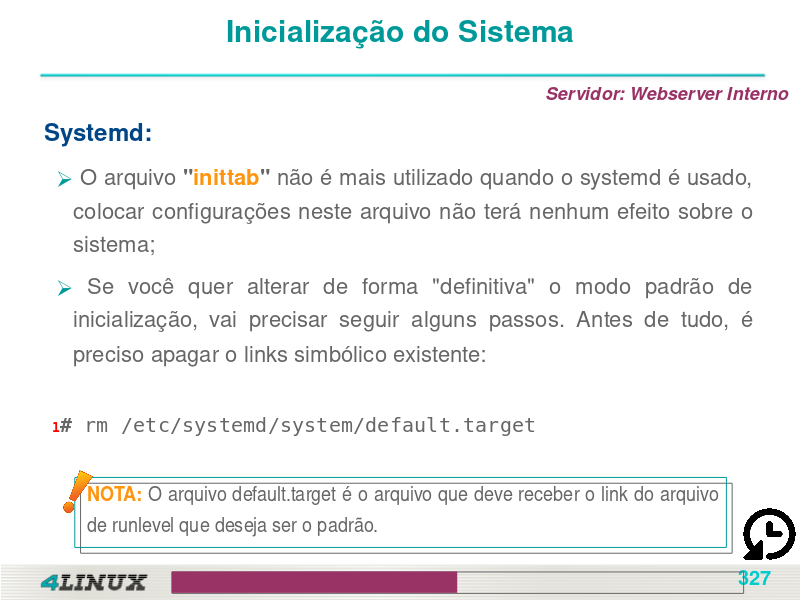 Inicialização do Sistema
Servidor: Webserver Interno
Systemd:
O arquivo "inittab" não é mais utilizado quando o systemd é usado,
colocar configurações neste arquivo não terá nenhum efeito sobre o
sistema;
Se você quer alterar de forma "definitiva" o modo padrão de
inicialização, vai precisar seguir alguns passos. Antes de tudo, é
preciso apagar o links simbólico existente:
1# rm /etc/systemd/system/default.target
NOTA: O arquivo default.target é o arquivo que deve receber o link do arquivo
de runlevel que deseja ser o padrão.
4LINUX
327